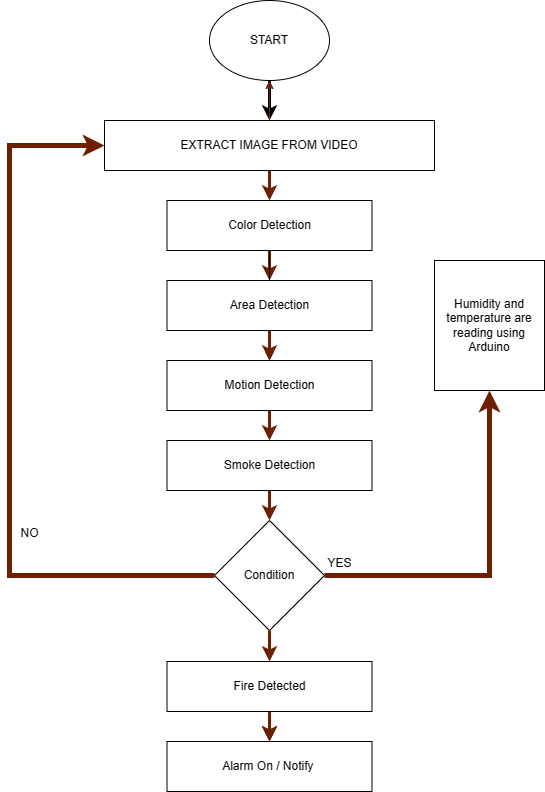 START
EXTRACT IMAGE FROM VIDEO
Color Detection
Area Detection
Humidity and
temperature are
reading using
Arduino
Motion Detection
Smoke Detection
NO
Condition
YES
Fire Detected
Alarm On / Notify